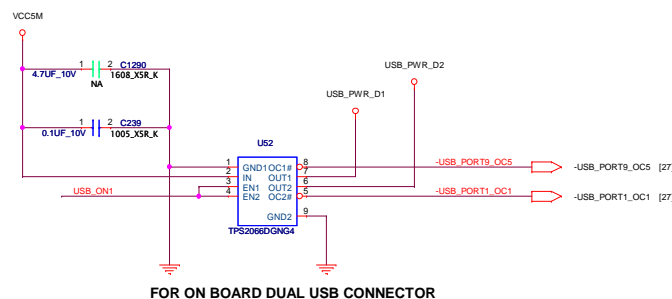 VCC5M
1 2 C1290
4.7UF_10V 1608_X5R_K
NA
USB_PWR_D2
USB_PWR_D1
1 2 C239
0.1UF_10V 1005_X5R_K
U52
1 GND1 OC1# 8 -USB_PORT9_OC5 -USB_PORT9_OC5 [27]
2 IN OUT1 7
3 EN1 OUT2 6
USB_ON1 4 EN2 OC2# 5 -USB_PORT1_OC1 -USB_PORT1_OC1 [27]
GND2 9
TPS2066DGNG4
FOR ON BOARD DUAL USB CONNECTOR